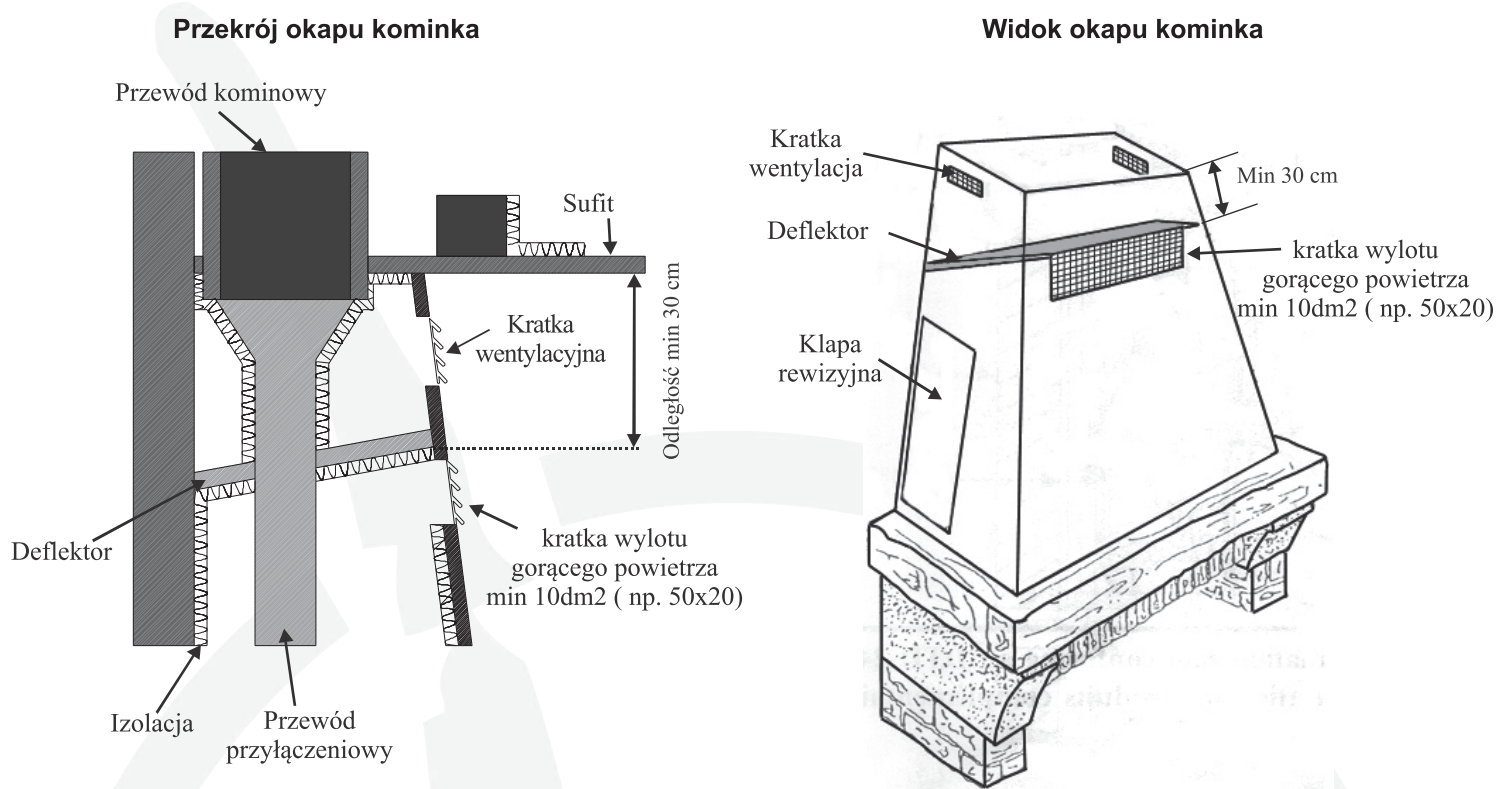 Przekrój okapu kominka
Przewód kominowy
Sufit
Kratka
wentylacyjna
Odległość min 30 cm
Deflektor
kratka wylotu
gorącego powietrza
min 10dm2 ( np. 50x20)
Izolacja
Przewód
przyłączeniowy
Widok okapu kominka
Kratka
wentylacja
Min 30 cm
Deflektor
kratka wylotu
gorącego powietrza
min 10dm2 ( np. 50x20)
Klapa
rewizyjna